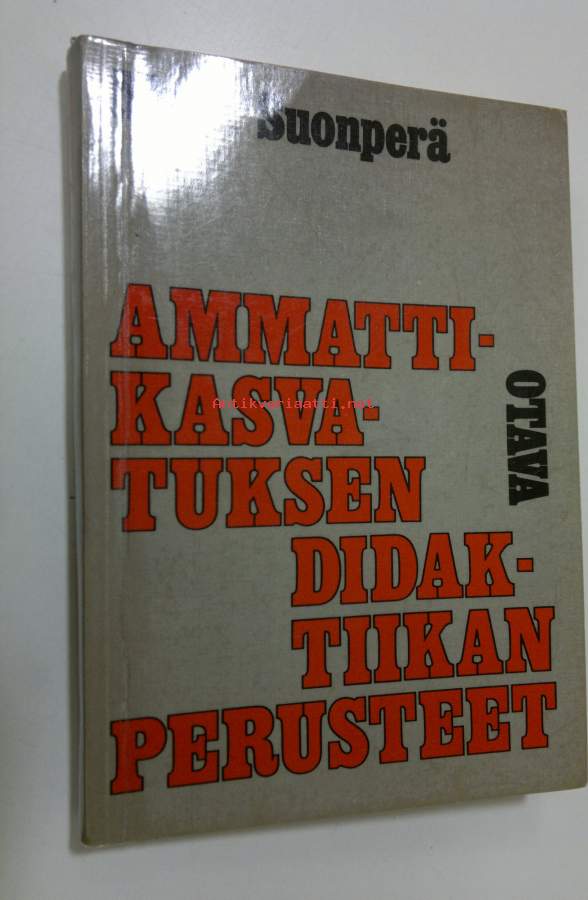 Suonperä
AMMATTI-
KASVA-
TUKSEN
DIDAK-
TIIKAN
PERUSTEET
OTAVA
Antikvariaatti.net